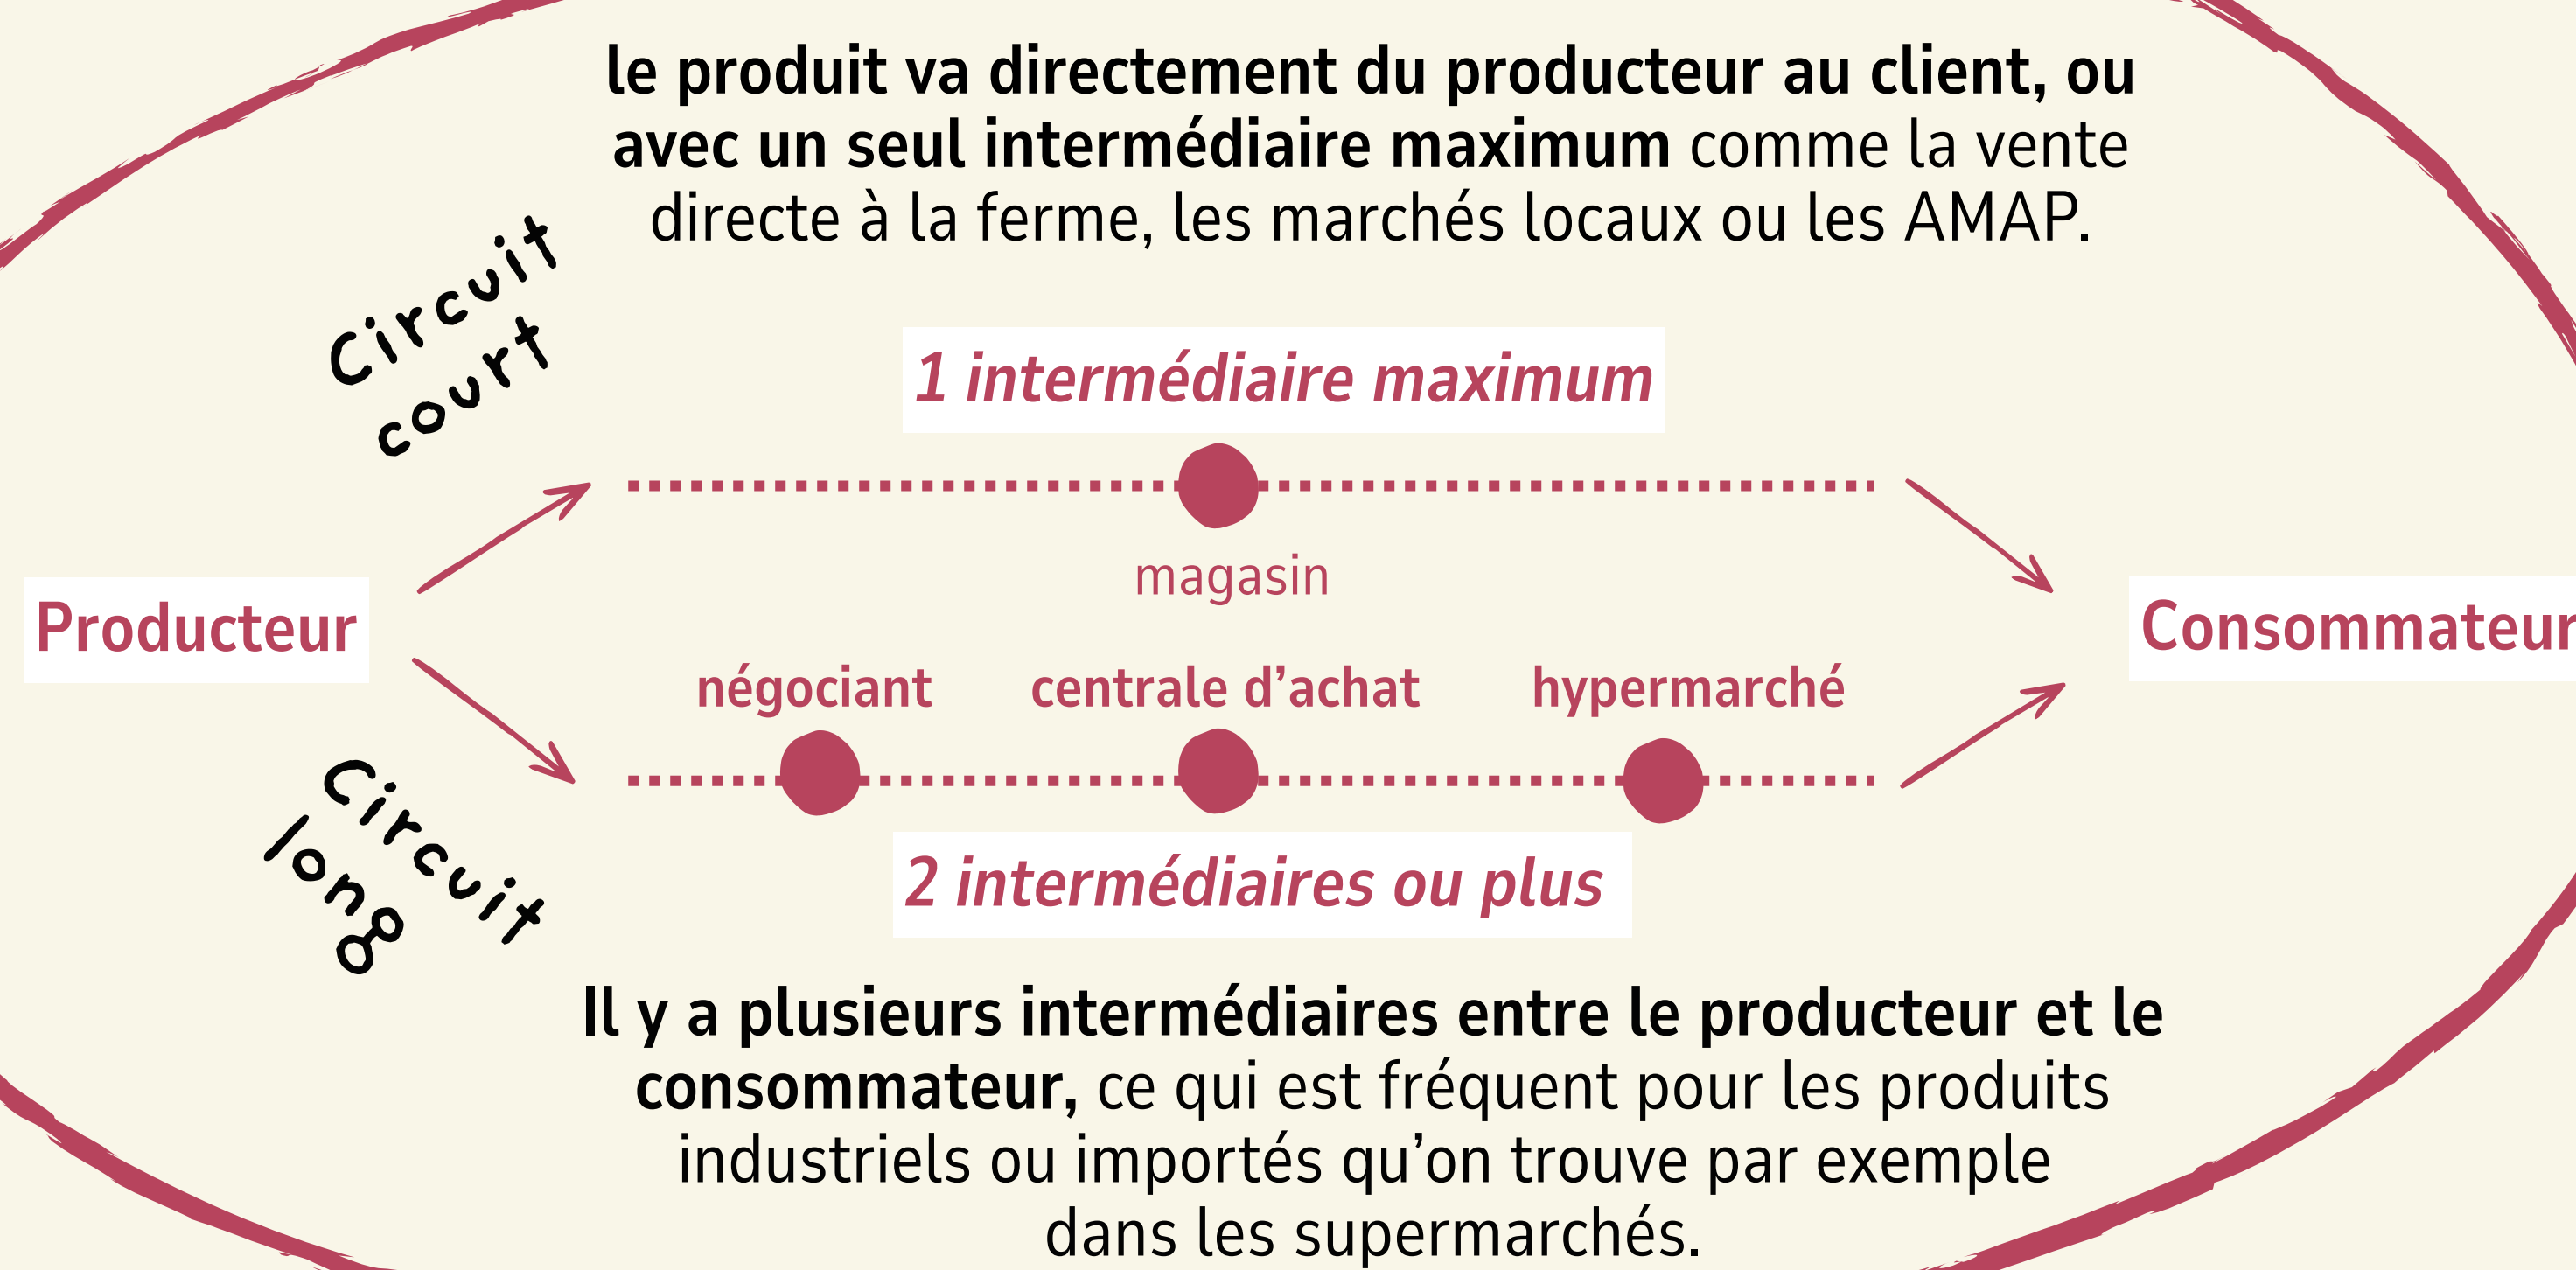 le produit va directement du producteur au client, ou
avec un seul intermédiaire maximum comme la vente
directe à la ferme, les marchés locaux ou les AMAP.
Circuit
court
1 intermédiaire maximum
magasin
Producteur
Consommateur
négociant
centrale d’achat
hypermarché
Circuit
long
2 intermédiaires ou plus
Il y a plusieurs intermédiaires entre le producteur et le
consommateur, ce qui est fréquent pour les produits
industriels ou importés qu’on trouve par exemple
dans les supermarchés.